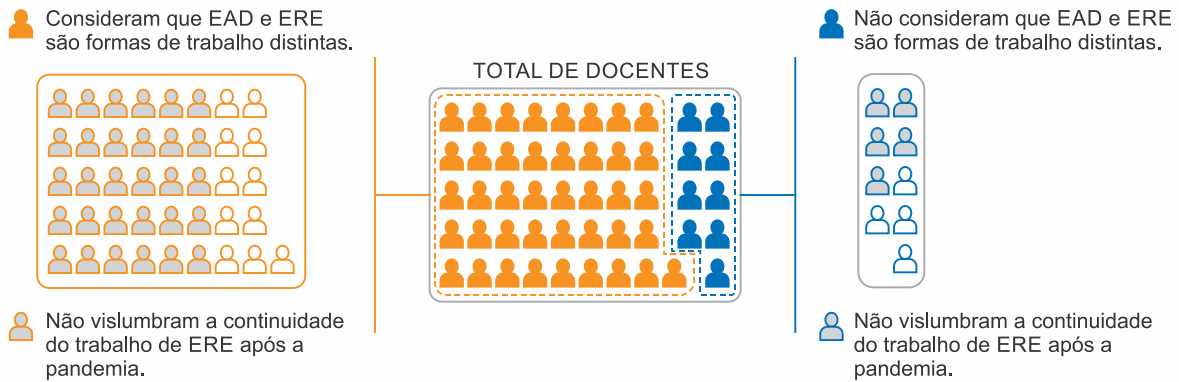 Consideram que EAD e ERE
são formas de trabalho distintas.
TOTAL DE DOCENTES
Não consideram que EAD e ERE
são formas de trabalho distintas.
Não vislumbram a continuidade
do trabalho de ERE após a
pandemia.
Não vislumbram a continuidade
do trabalho de ERE após a
pandemia.